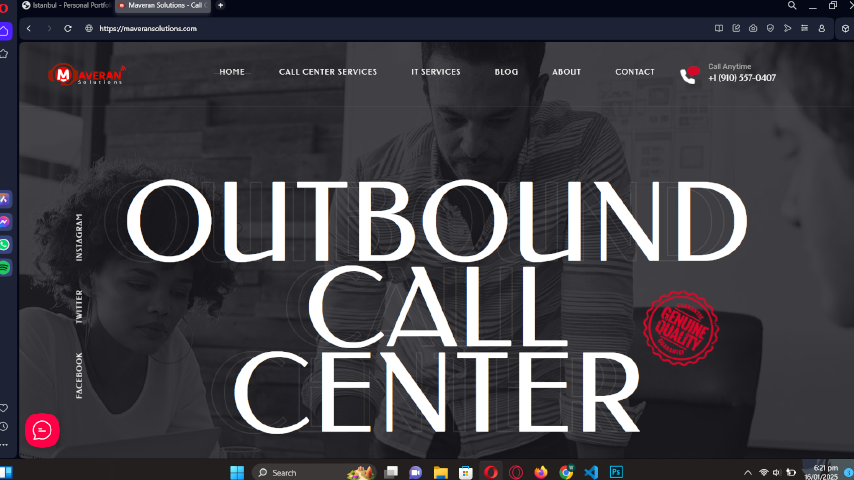 Istanbul - Personal Portfo
Maveran Solutions - Call C
https://maveransolutions.com
MAVERAN
Solutions
HOME
CALL CENTER SERVICES
IT SERVICES
BLOG
ABOUT
CONTACT
Call Anytime
+1 (910) 557-0407
OUTBOUND
CALL
CENTER
INSTAGRAM
TWITTER
FACEBOOK
GENUINE
QUALITY
Search
Ps
6:21 pm
16/01/2025